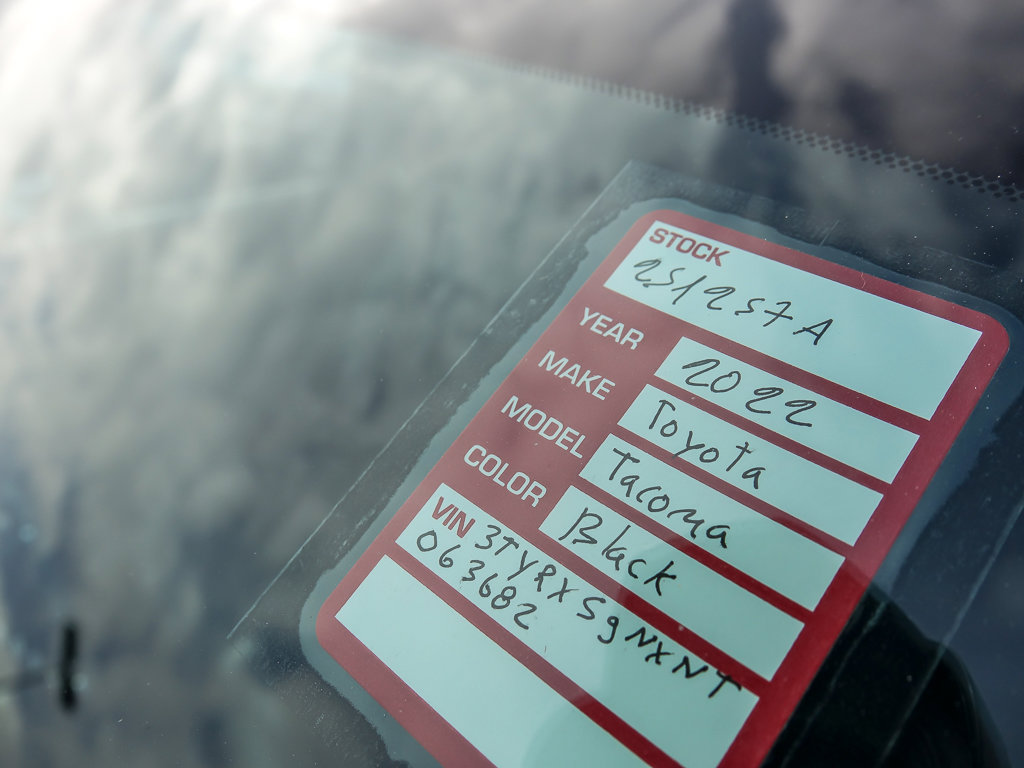 STOCK
251257A
YEAR 2022
MAKE Toyota
MODEL Tacoma
COLOR Black
VIN 3TYRX5GNXNT
063682